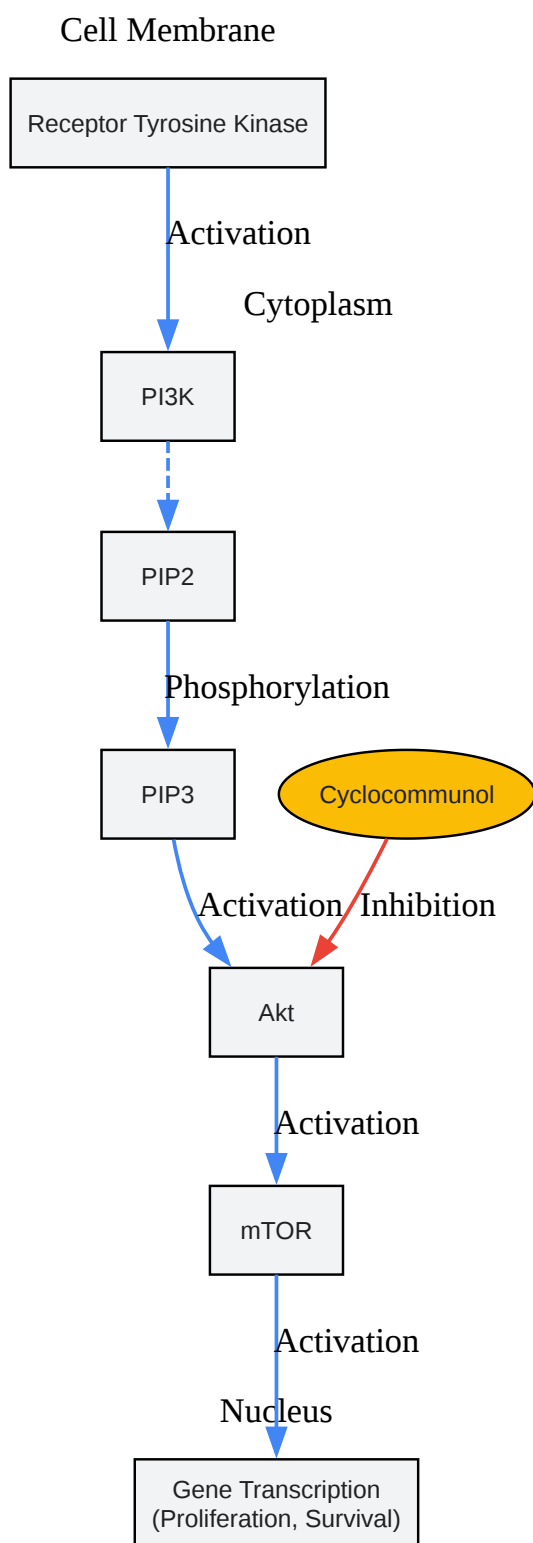 Cell Membrane
Receptor Tyrosine Kinase
Activation
Cytoplasm
PI3K
PIP2
Phosphorylation
PIP3
Cyclocommunol
Activation
Inhibition
Akt
Activation
mTOR
Activation
Nucleus
Gene Transcription
(Proliferation, Survival)